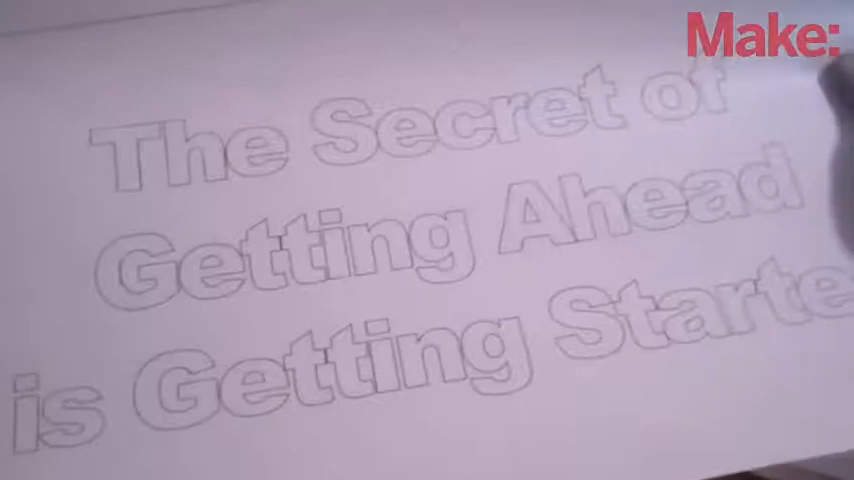 Make:
The Secret of
Getting Ahead
is Getting Starte